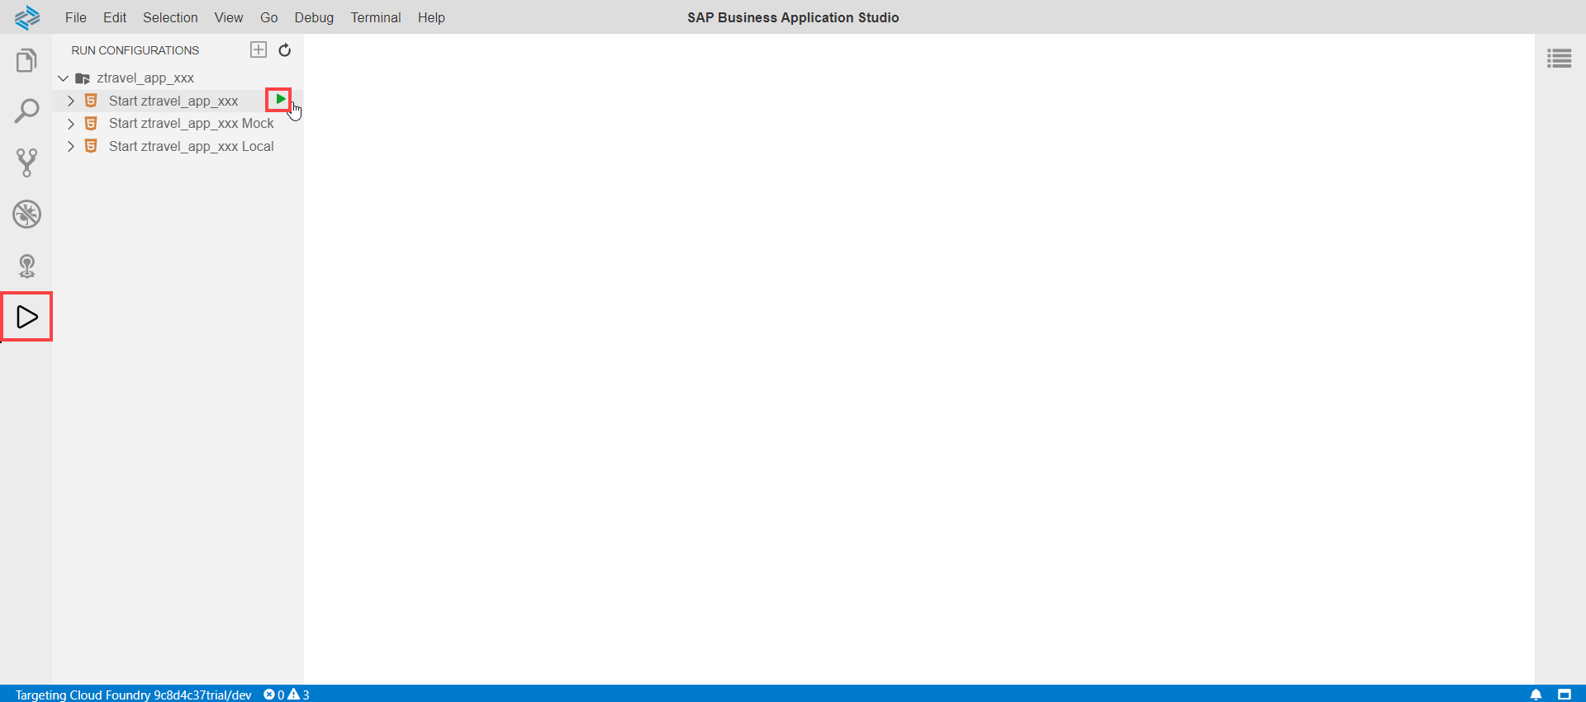 File Edit Selection View Go Debug Terminal Help
SAP Business Application Studio
RUN CONFIGURATIONS
ztravel_app_xxx
Start ztravel_app_xxx
Start ztravel_app_xxx Mock
Start ztravel_app_xxx Local
Targeting Cloud Foundry 9c8d4c37trial/dev 0 3